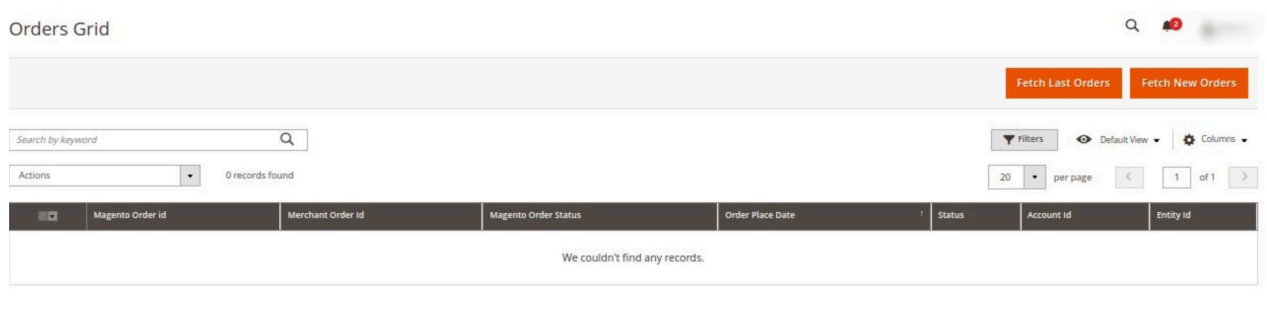 Orders Grid
2
Fetch Last Orders Fetch New Orders
Search by keyword
Filters Default View Columns
Actions 0 records found 20 per page 1 of 1
Magento Order id Merchant Order Id Magento Order Status Order Place Date ↑ Status Account Id Entity Id
We couldn't find any records.